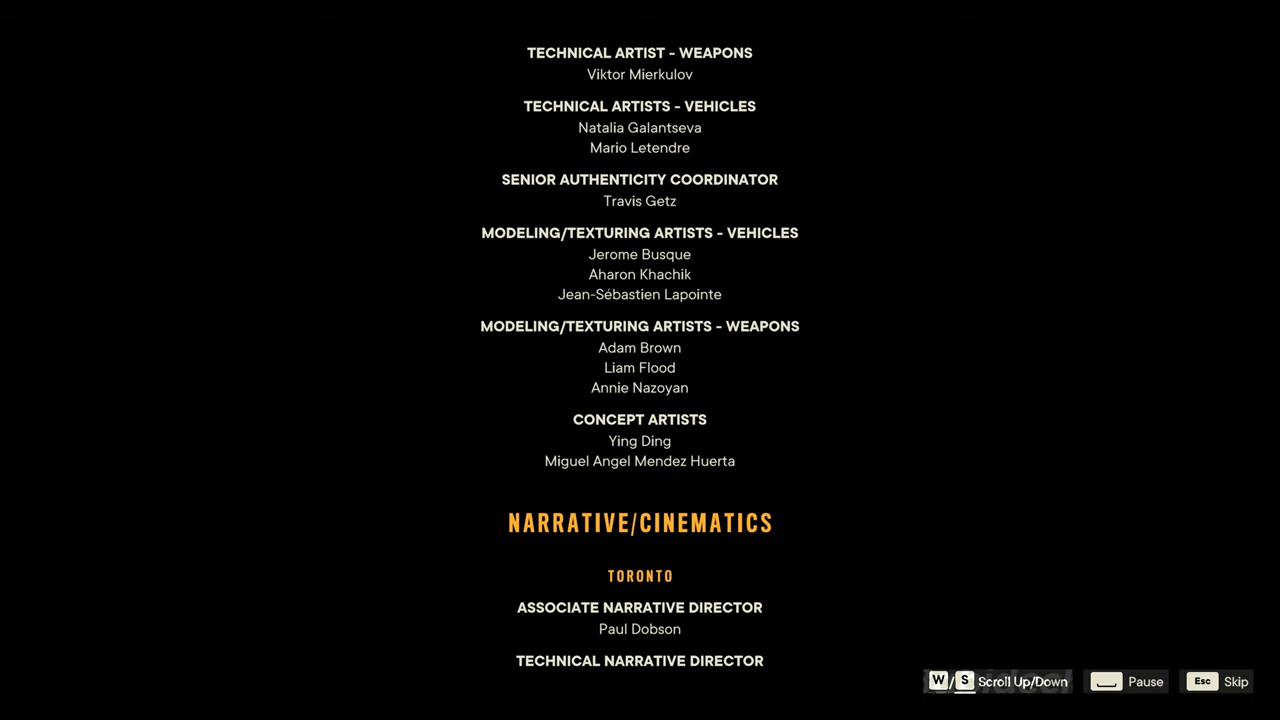 TECHNICAL ARTIST - WEAPONS
Viktor Mierkulov
TECHNICAL ARTISTS - VEHICLES
Natalia Galantseva
Mario Letendre
SENIOR AUTHENTICITY COORDINATOR
Travis Getz
MODELING/TEXTURING ARTISTS - VEHICLES
Jerome Busque
Aharon Khachik
Jean-Sébastien Lapointe
MODELING/TEXTURING ARTISTS - WEAPONS
Adam Brown
Liam Flood
Annie Nazoyan
CONCEPT ARTISTS
Ying Ding
Miguel Angel Mendez Huerta
NARRATIVE/CINEMATICS
TORONTO
ASSOCIATE NARRATIVE DIRECTOR
Paul Dobson
TECHNICAL NARRATIVE DIRECTOR
W/S Scroll Up/Down Pause Esc Skip